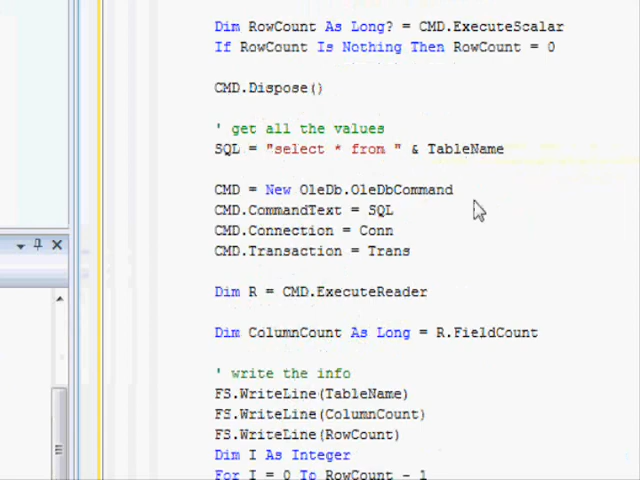 Dim RowCount As Long? = CMD.ExecuteScalar
If RowCount Is Nothing Then RowCount = 0
CMD.Dispose()
' get all the values
SQL = "select * from " & TableName
CMD = New OleDb.OleDbCommand
CMD.CommandText = SQL
CMD.Connection = Conn
CMD.Transaction = Trans
Dim R = CMD.ExecuteReader
Dim ColumnCount As Long = R.FieldCount
' write the info
FS.WriteLine(TableName)
FS.WriteLine(ColumnCount)
FS.WriteLine(RowCount)
Dim I As Integer
For I = 0 To RowCount - 1